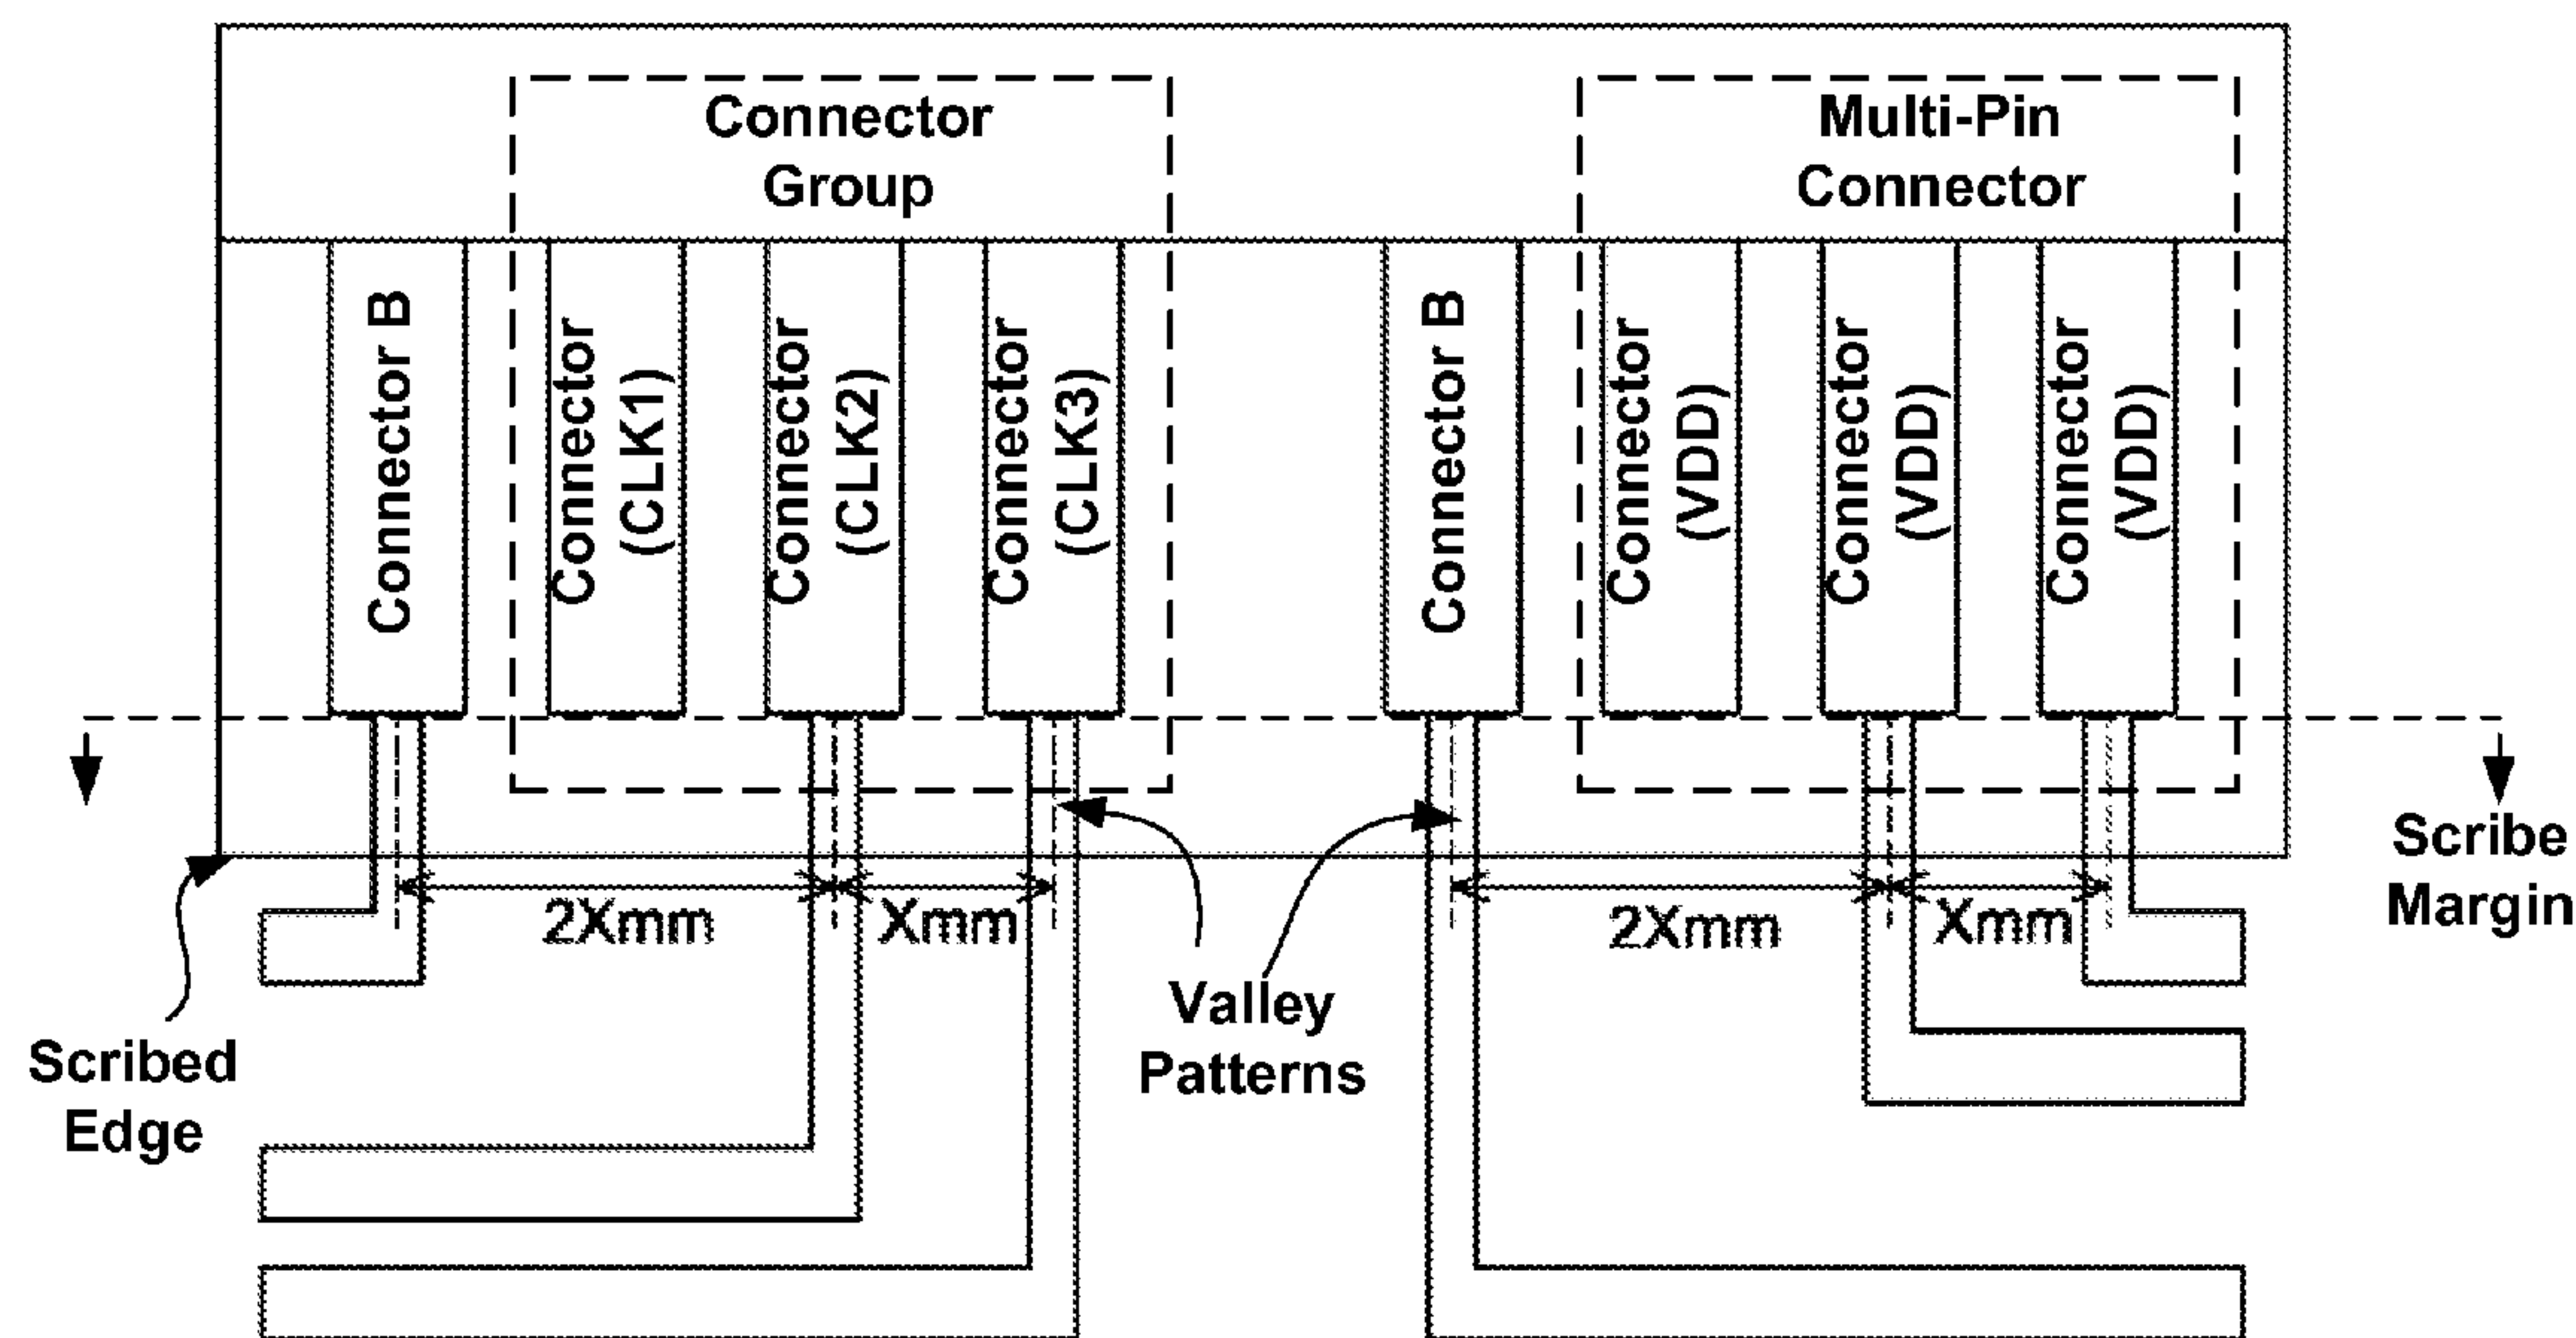 Connector
Group
Multi-Pin
Connector
Connector B
Connector
(CLK1)
Connector
(CLK2)
Connector
(CLK3)
Connector B
Connector
(VDD)
Connector
(VDD)
Connector
(VDD)
Scribe
Margin
2Xmm
Xmm
2Xmm
Xmm
Valley
Patterns
Scribed
Edge